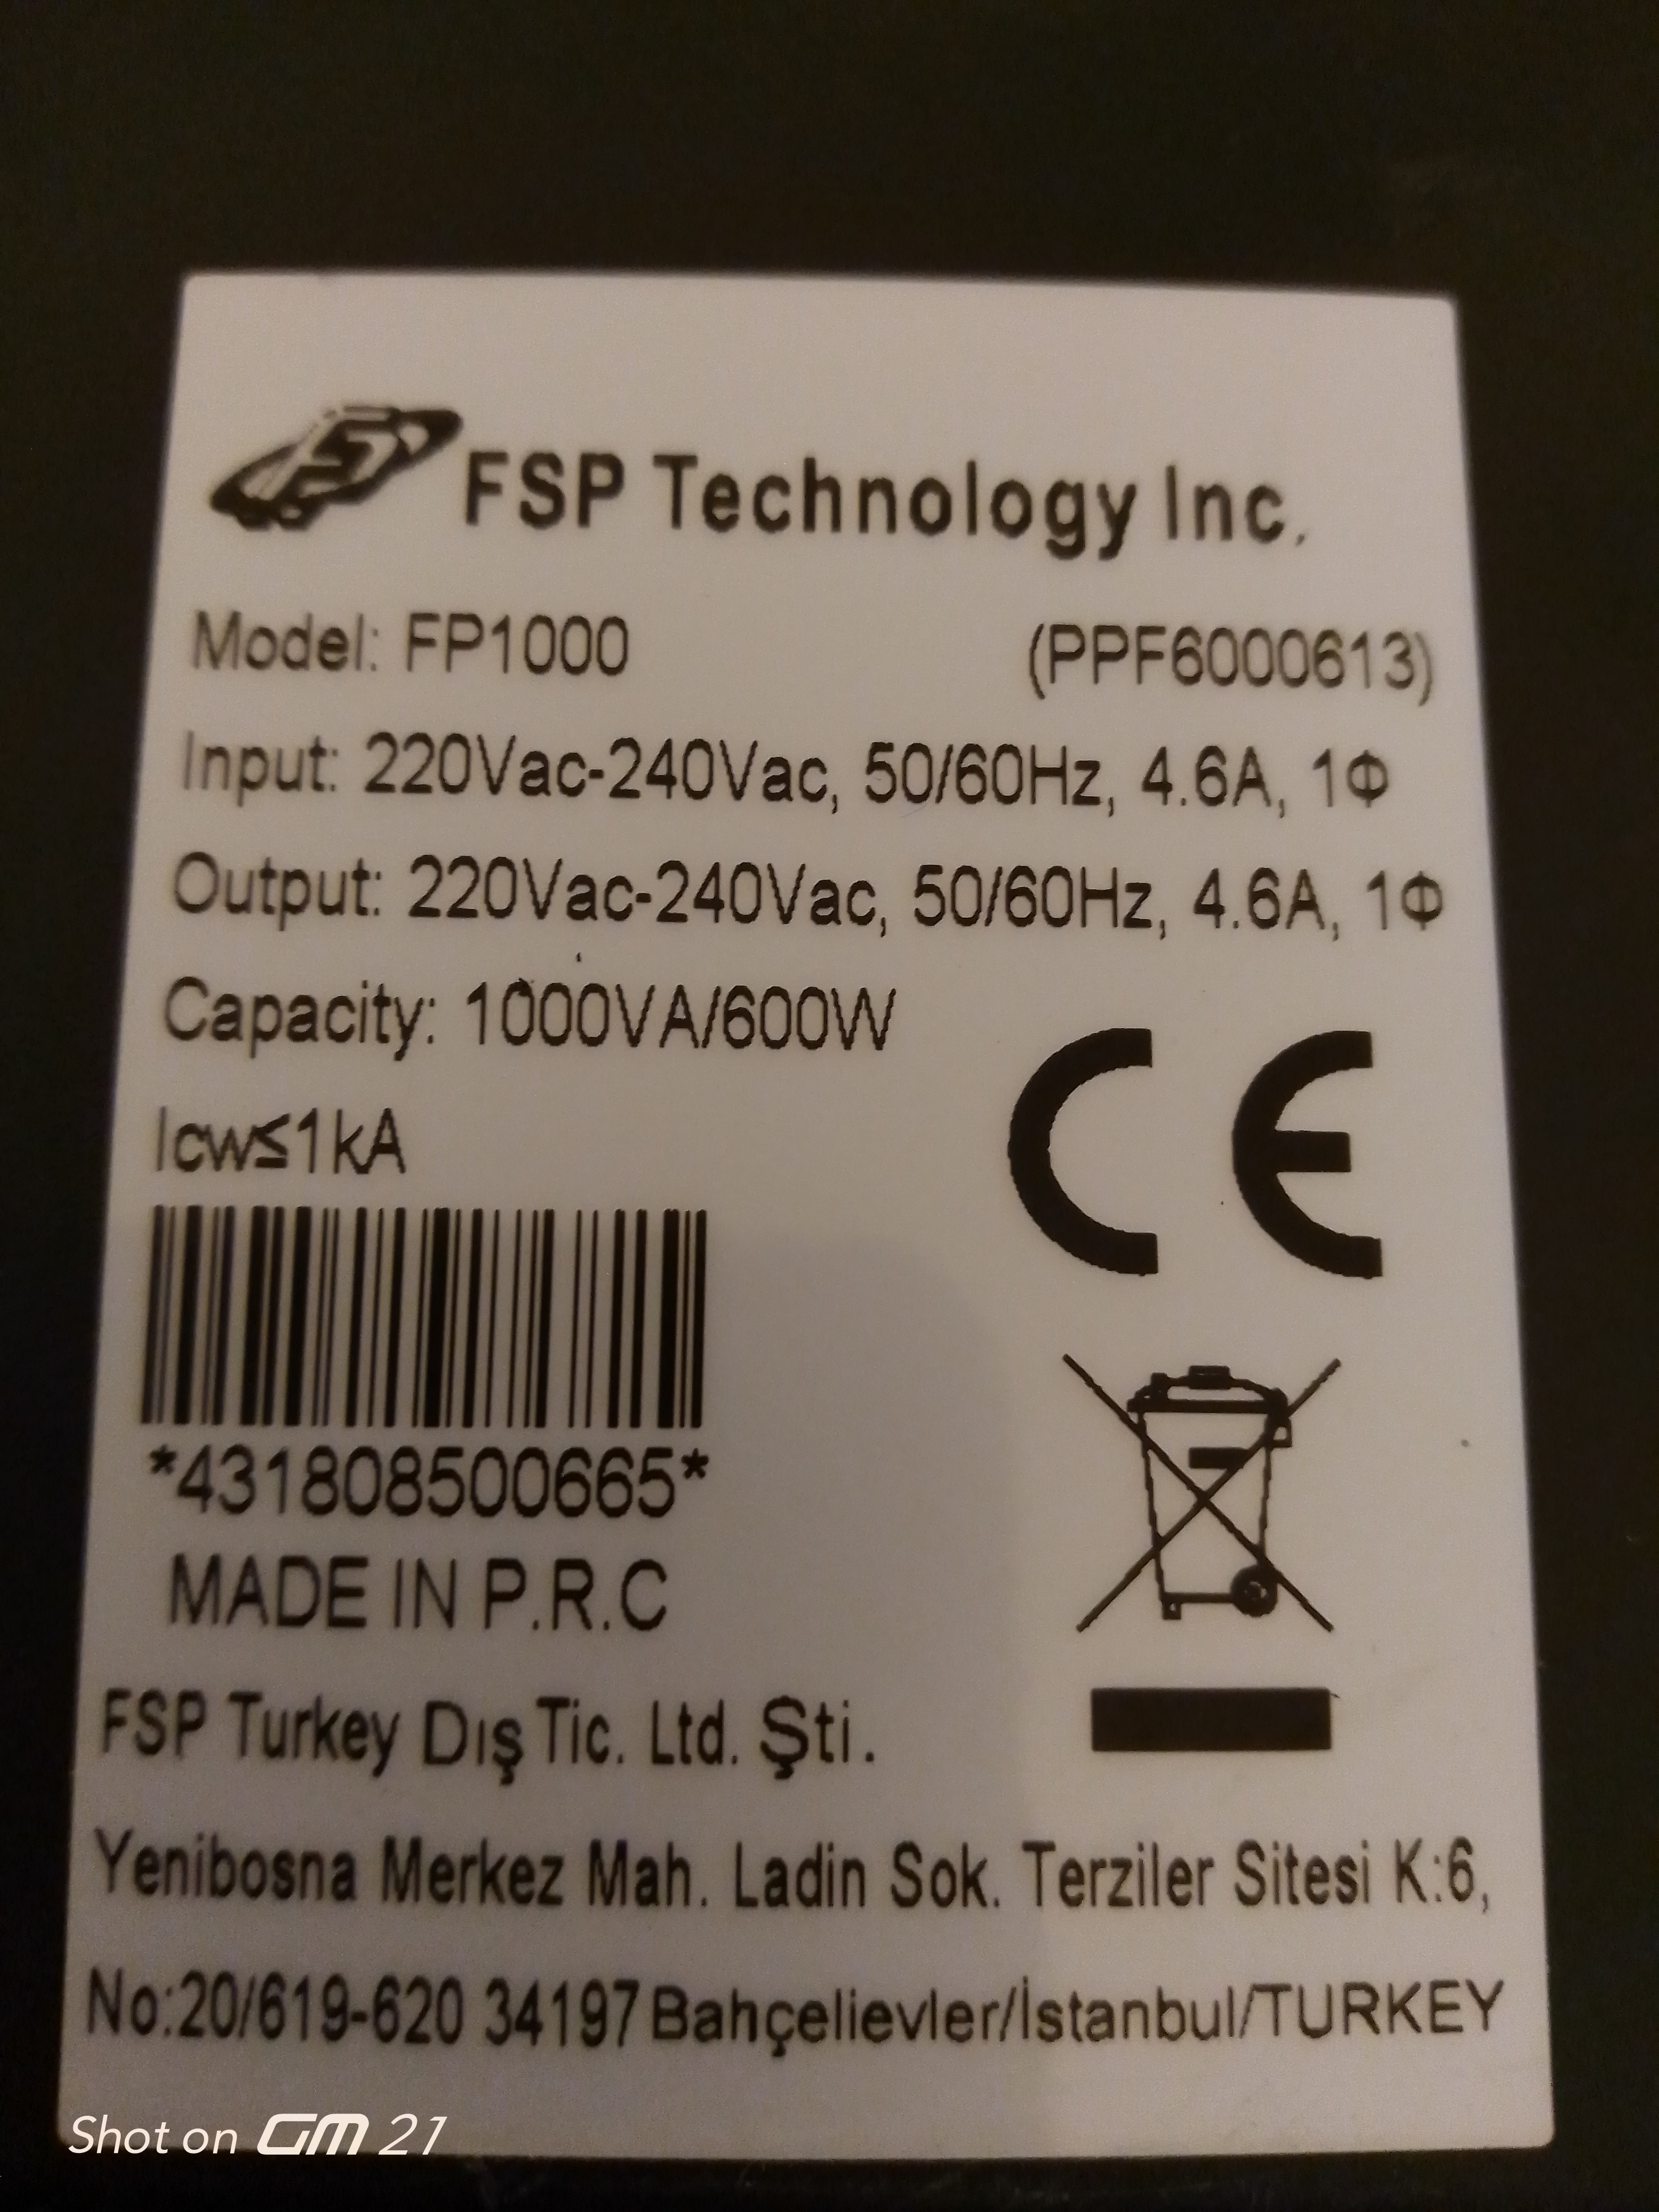 FSP Technology Inc.
Model: FP1000 (PPF6000613)
Input: 220Vac-240Vac, 50/60Hz, 4.6A, 1Φ
Output: 220Vac-240Vac, 50/60Hz, 4.6A, 1Φ
Capacity: 1000VA/600W
Icw≤1kA
CE
*431808500665*
MADE IN P.R.C
FSP Turkey Dış Tic. Ltd. Şti.
Yenibosna Merkez Mah. Ladin Sok. Terziler Sitesi K:6,
No:20/619-620 34197 Bahçelievler/İstanbul/TURKEY
Shot on GM 21